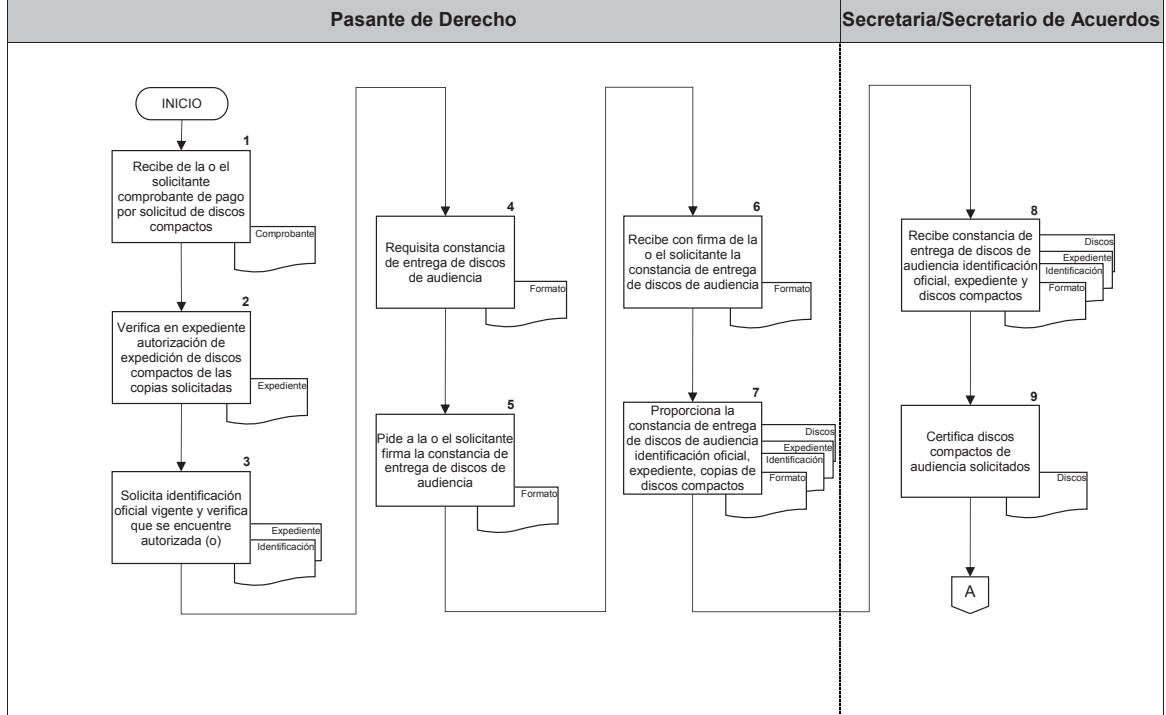 Pasante de Derecho
Secretaria/Secretario de Acuerdos
INICIO
1
Recibe de la o el
solicitante
comprobante de pago
por solicitud de discos
compactos
Comprobante
2
Verifica en expediente
autorización de
expedición de discos
compactos de las
copias solicitadas
Expediente
3
Solicita identificación
oficial vigente y verifica
que se encuentre
autorizada (o)
Expediente
Identificación
4
Requisita constancia
de entrega de discos
de audiencia
Formato
5
Pide a la o el solicitante
firma la constancia de
entrega de discos de
audiencia
Formato
6
Recibe con firma de la
o el solicitante la
constancia de entrega
de discos de audiencia
Formato
7
Proporciona la
constancia de entrega
de discos de audiencia
identificación oficial,
expediente, copias de
discos compactos
Discos
Expediente
Identificación
Formato
8
Recibe constancia de
entrega de discos de
audiencia identificación
oficial, expediente y
discos compactos
Discos
Expediente
Identificación
Formato
9
Certifica discos
compactos de
audiencia solicitados
Discos
A